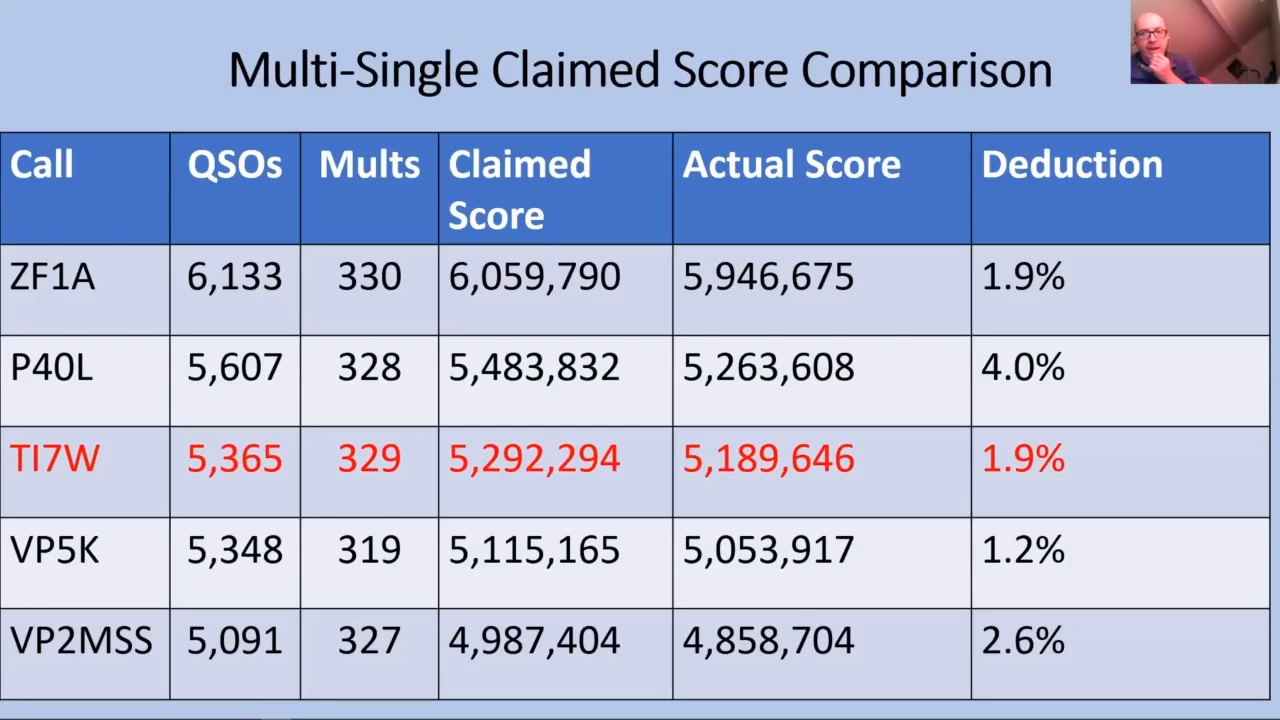 Multi-Single Claimed Score Comparison
Call QSOs Mults Claimed Score Actual Score Deduction
ZF1A 6,133 330 6,059,790 5,946,675 1.9%
P40L 5,607 328 5,483,832 5,263,608 4.0%
TI7W 5,365 329 5,292,294 5,189,646 1.9%
VP5K 5,348 319 5,115,165 5,053,917 1.2%
VP2MSS 5,091 327 4,987,404 4,858,704 2.6%